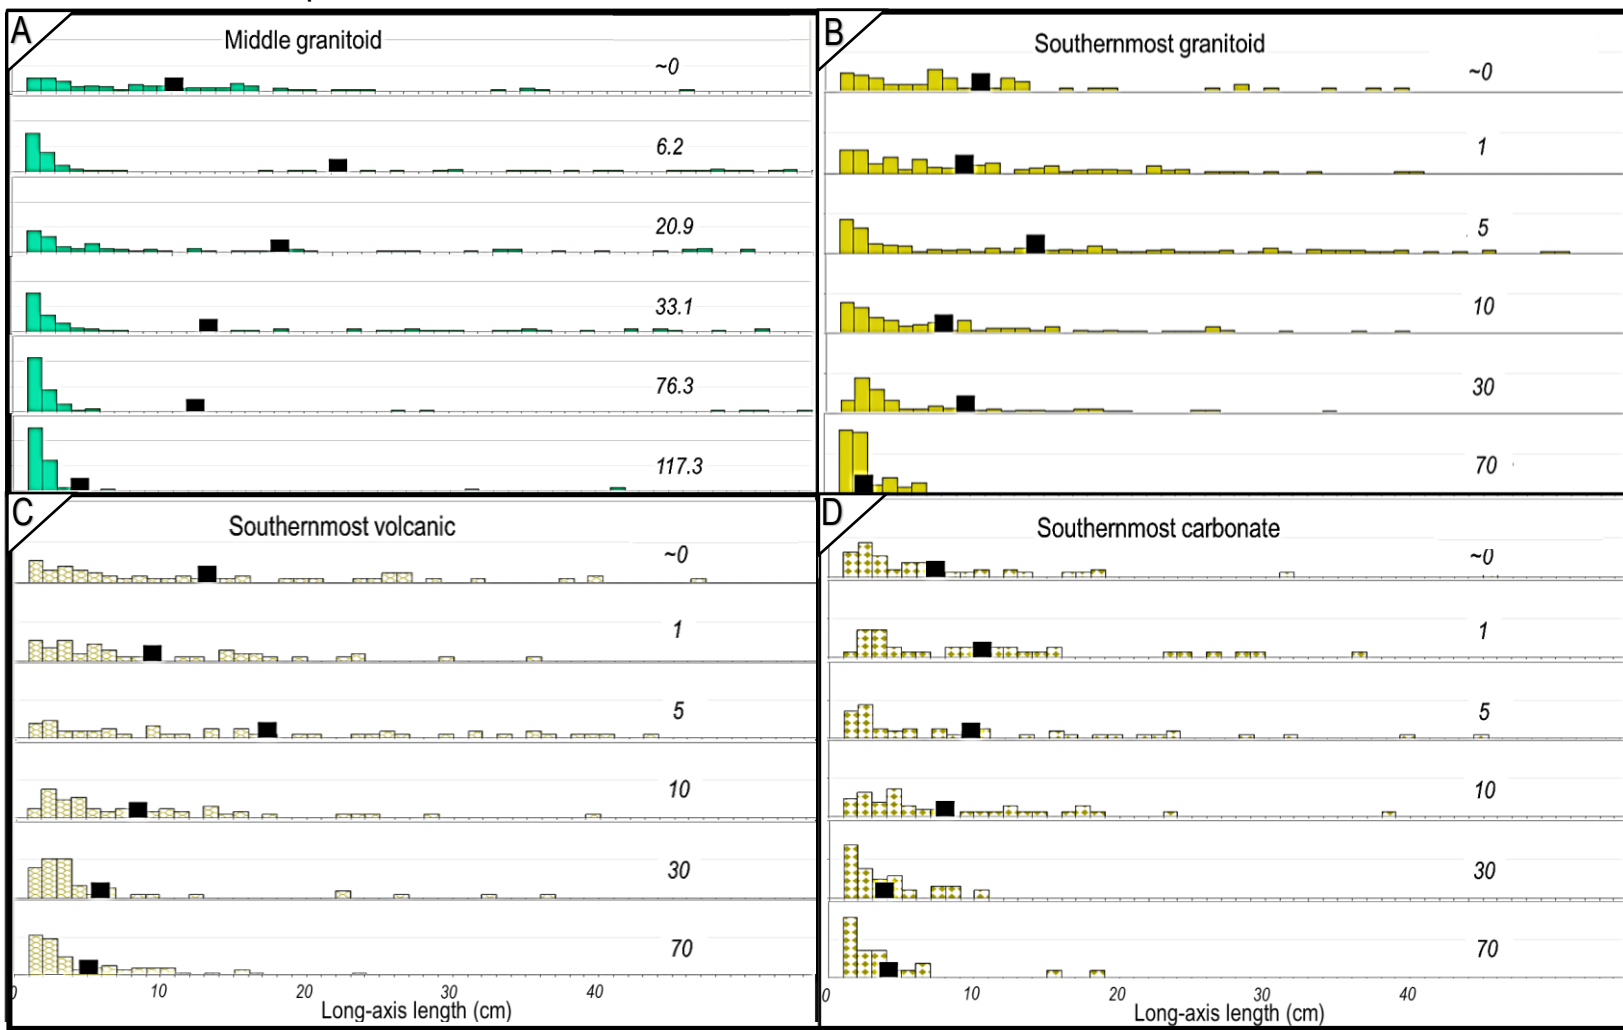 A
Middle granitoid
~0
6.2
20.9
33.1
76.3
117.3
B
Southernmost granitoid
~0
1
5
10
30
70
C
Southernmost volcanic
~0
1
5
10
30
70
0 10 20 30 40
Long-axis length (cm)
D
Southernmost carbonate
~0
1
5
10
30
70
0 10 20 30 40
Long-axis length (cm)